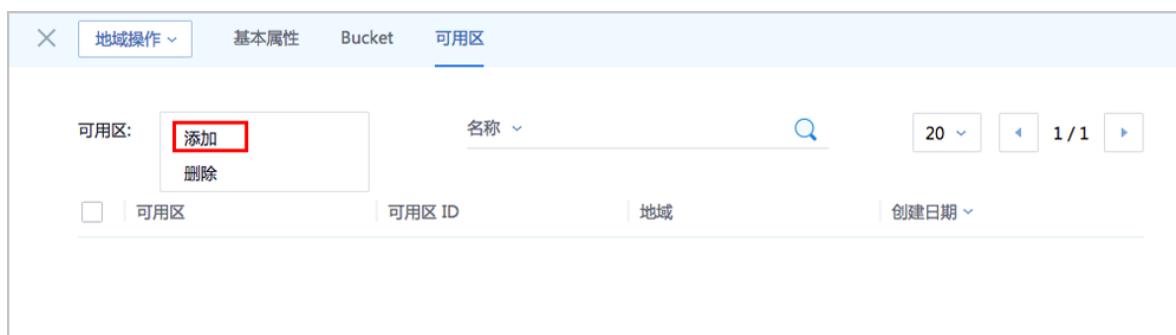 地域操作 基本属性 Bucket 可用区
可用区: 添加 名称 20 1 / 1
删除
可用区 可用区 ID 地域 创建日期